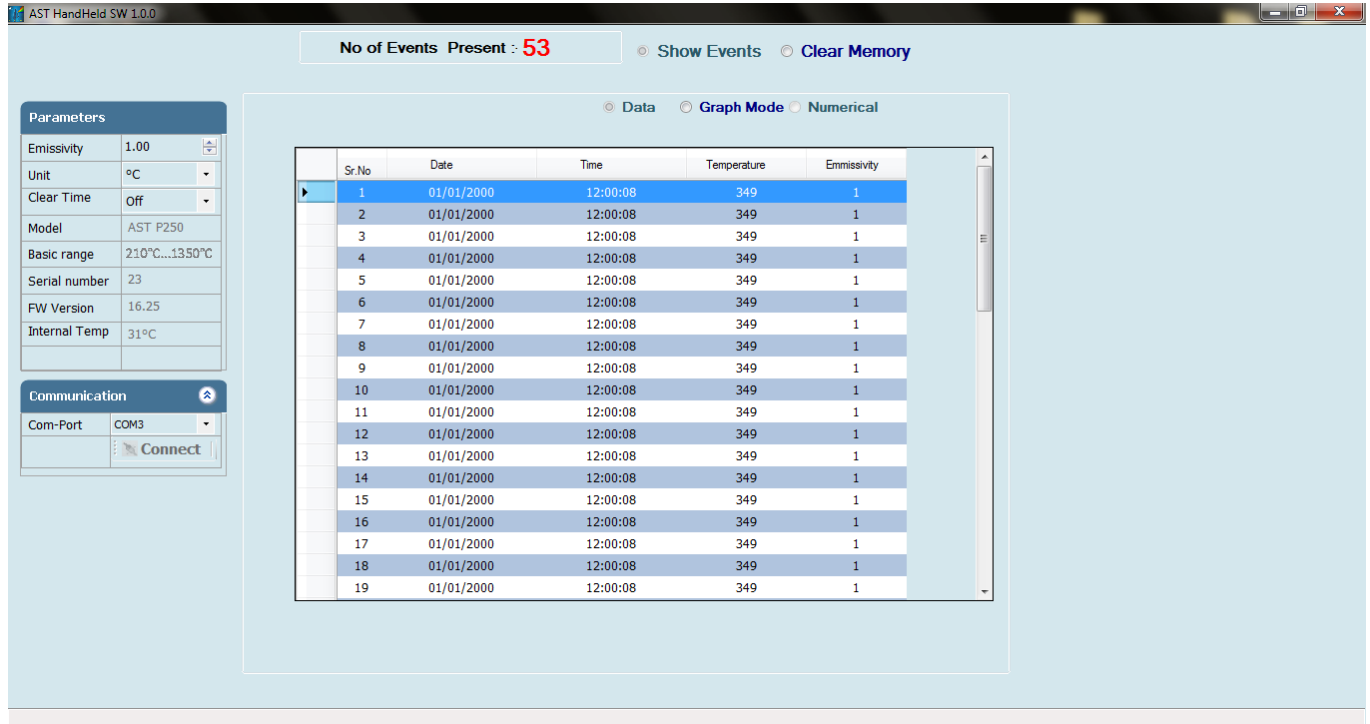 AST HandHeld SW 1.0.0
No of Events Present : 53
Show Events Clear Memory
Data Graph Mode Numerical
Parameters
Emissivity 1.00
Unit °C
Clear Time Off
Model AST P250
Basic range 210°C...1350°C
Serial number 23
FW Version 16.25
Internal Temp 31°C
Communication
Com-Port COM3
Connect
Sr.No Date Time Temperature Emmissivity
1 01/01/2000 12:00:08 349 1
2 01/01/2000 12:00:08 349 1
3 01/01/2000 12:00:08 349 1
4 01/01/2000 12:00:08 349 1
5 01/01/2000 12:00:08 349 1
6 01/01/2000 12:00:08 349 1
7 01/01/2000 12:00:08 349 1
8 01/01/2000 12:00:08 349 1
9 01/01/2000 12:00:08 349 1
10 01/01/2000 12:00:08 349 1
11 01/01/2000 12:00:08 349 1
12 01/01/2000 12:00:08 349 1
13 01/01/2000 12:00:08 349 1
14 01/01/2000 12:00:08 349 1
15 01/01/2000 12:00:08 349 1
16 01/01/2000 12:00:08 349 1
17 01/01/2000 12:00:08 349 1
18 01/01/2000 12:00:08 349 1
19 01/01/2000 12:00:08 349 1